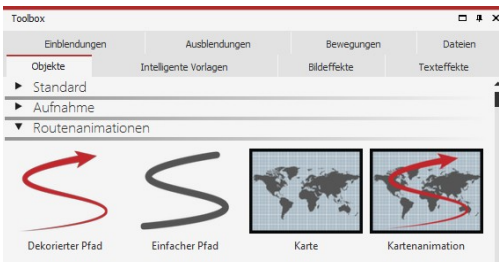 Toolbox
Einblendungen Ausblendungen Bewegungen Dateien
Objekte Intelligente Vorlagen Bildeffekte Texteffekte
Standard
Aufnahme
Routenanimationen
Dekorierter Pfad Einfacher Pfad Karte Kartenanimation